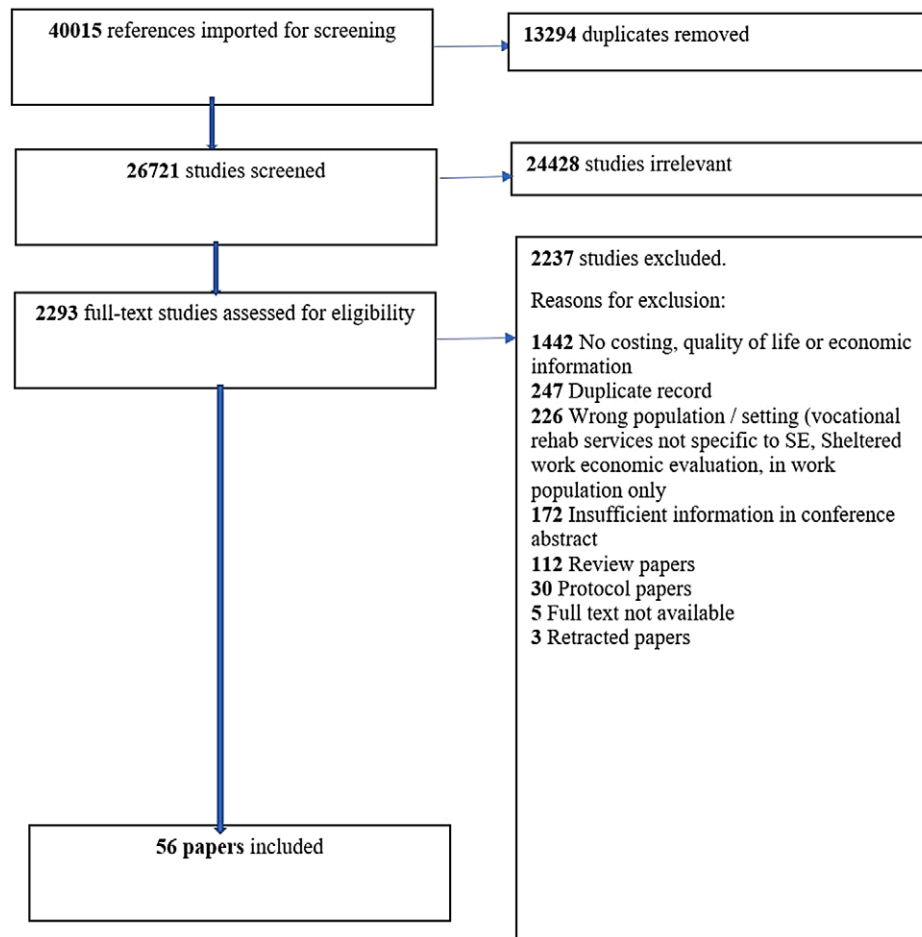 40015 references imported for screening
13294 duplicates removed
26721 studies screened
24428 studies irrelevant
2293 full-text studies assessed for eligibility
2237 studies excluded.
Reasons for exclusion:
1442 No costing, quality of life or economic
information
247 Duplicate record
226 Wrong population / setting (vocational
rehab services not specific to SE, Sheltered
work economic evaluation, in work
population only
172 Insufficient information in conference
abstract
112 Review papers
30 Protocol papers
5 Full text not available
3 Retracted papers
56 papers included